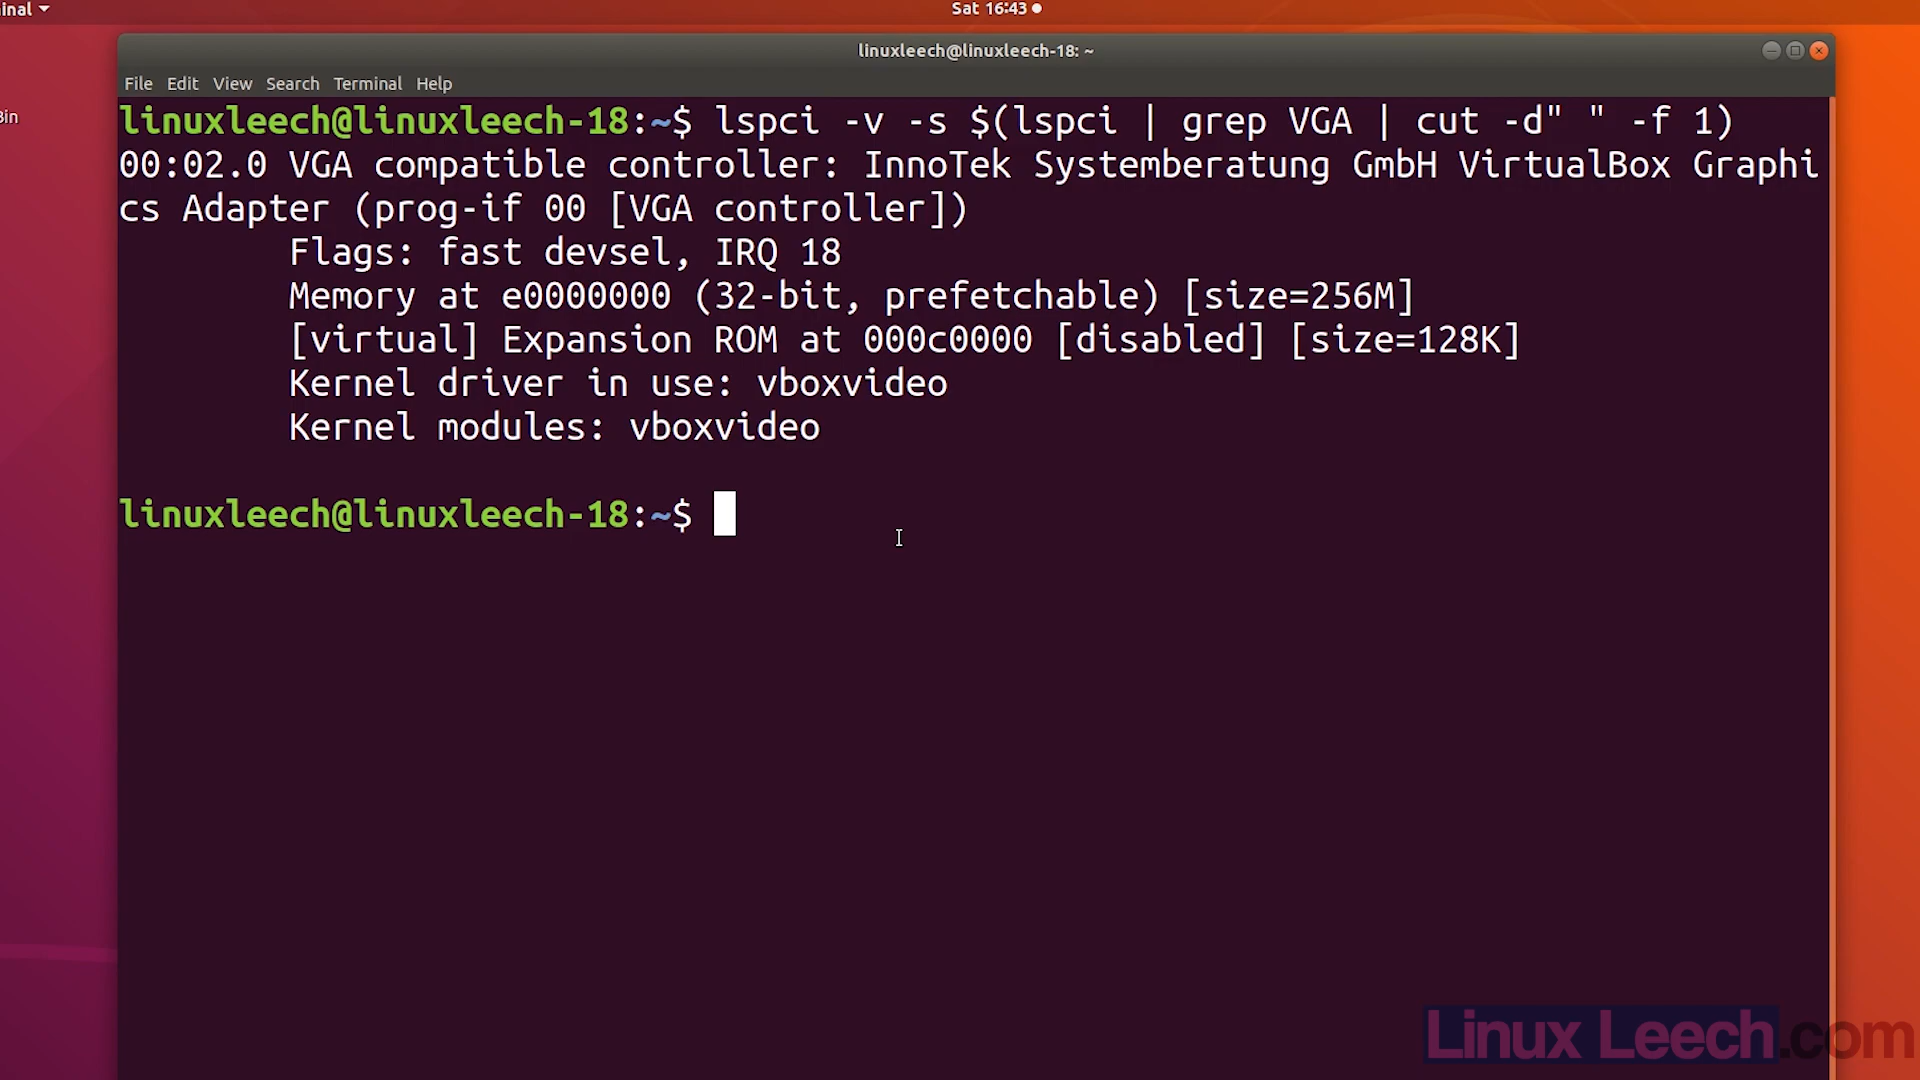 inal
Sat 16:43
Bin
linuxleech@linuxleech-18: ~
File Edit View Search Terminal Help
linuxleech@linuxleech-18:~$ lspci -v -s $(lspci | grep VGA | cut -d" " -f 1)
00:02.0 VGA compatible controller: InnoTek Systemberatung GmbH VirtualBox Graphi
cs Adapter (prog-if 00 [VGA controller])
Flags: fast devsel, IRQ 18
Memory at e0000000 (32-bit, prefetchable) [size=256M]
[virtual] Expansion ROM at 000c0000 [disabled] [size=128K]
Kernel driver in use: vboxvideo
Kernel modules: vboxvideo
linuxleech@linuxleech-18:~$
Linux Leech.com